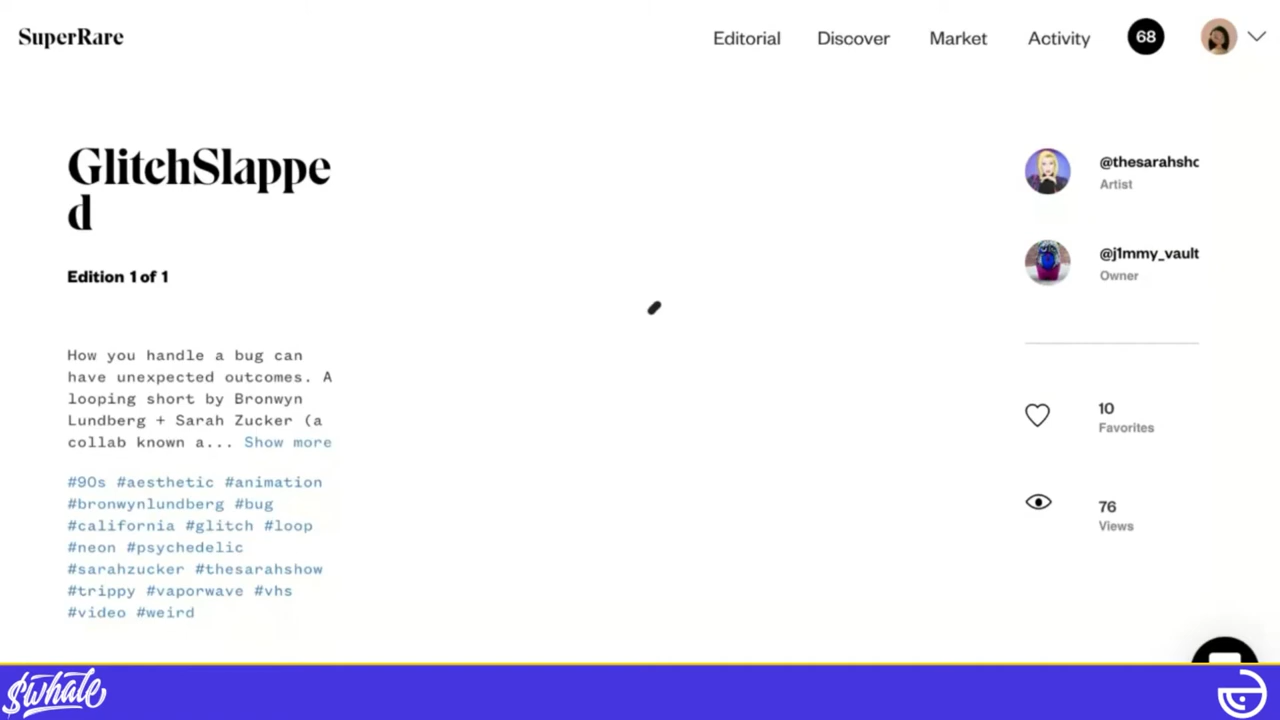 SuperRare
Editorial
Discover
Market
Activity
68
GlitchSlappe
d
Edition 1 of 1
How you handle a bug can
have unexpected outcomes. A
looping short by Bronwyn
Lundberg + Sarah Zucker (a
collab known a... Show more
#90s #aesthetic #animation
#bronwynlundberg #bug
#california #glitch #loop
#neon #psychedelic
#sarahzucker #thesarahshow
#trippy #vaporwave #vhs
#video #weird
@thesarahsho
Artist
@j1mmy_vault
Owner
10
Favorites
76
Views
$whale